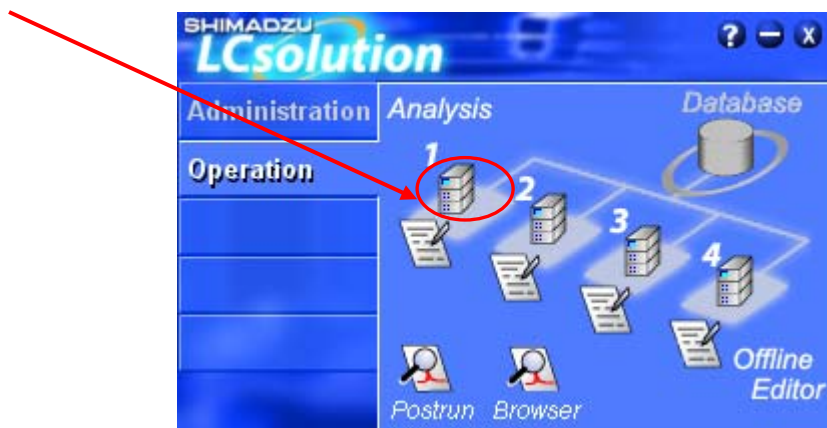 SHIMADZU
LCsolution
? – X
Administration
Operation
Analysis
Database
1
2
3
4
Offline
Editor
Postrun
Browser